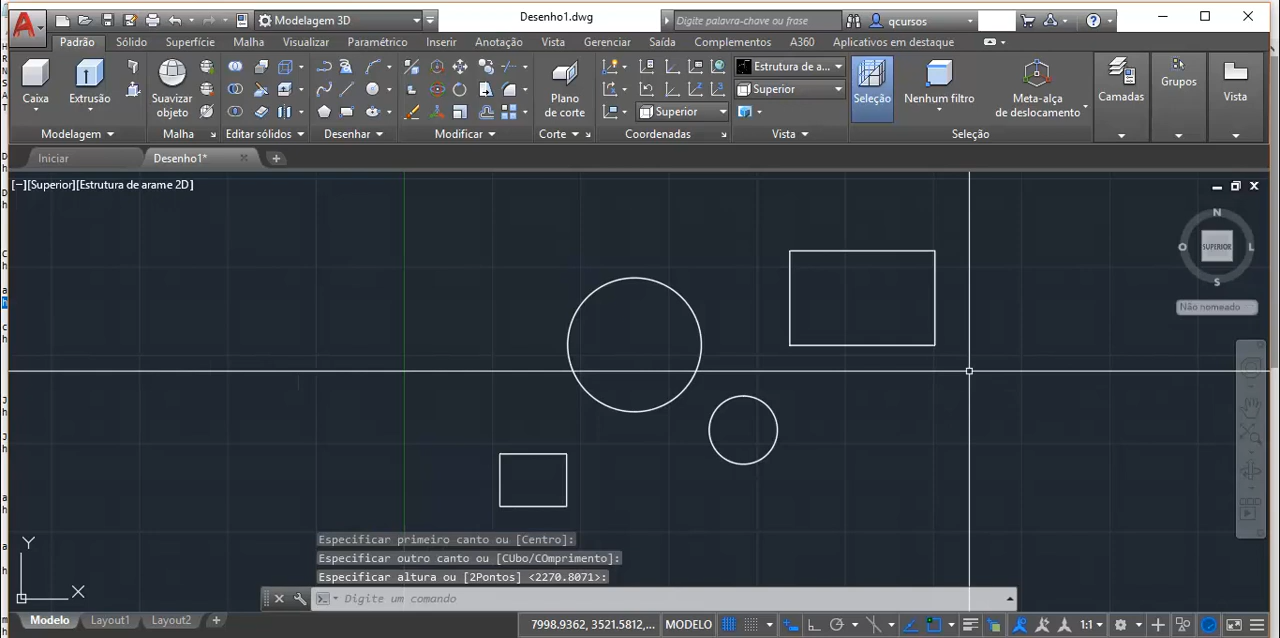 Modelagem 3D
Desenho1.dwg
Digite palavra-chave ou frase
qcursos
Padrão Sólido Superfície Malha Visualizar Paramétrico Inserir Anotação Vista Gerenciar Saída Complementos A360 Aplicativos em destaque
Caixa
Extrusão
Suavizar objeto
Plano de corte
Estrutura de a...
Superior
Superior
Seleção
Nenhum filtro
Meta-alça de deslocamento
Camadas
Grupos
Vista
Modelagem Malha Editar sólidos Desenhar Modificar Corte Coordenadas Vista Seleção
Iniciar Desenho1*
[−][Superior][Estrutura de arame 2D]
N
O SUPERIOR L
S
Não nomeado
Especificar primeiro canto ou [Centro]:
Especificar outro canto ou [CUbo/COmprimento]:
Especificar altura ou [2Pontos] <2270.8071>:
Y
X
Digite um comando
Modelo Layout1 Layout2 +
7998.9362, 3521.5812,... MODELO 1:1